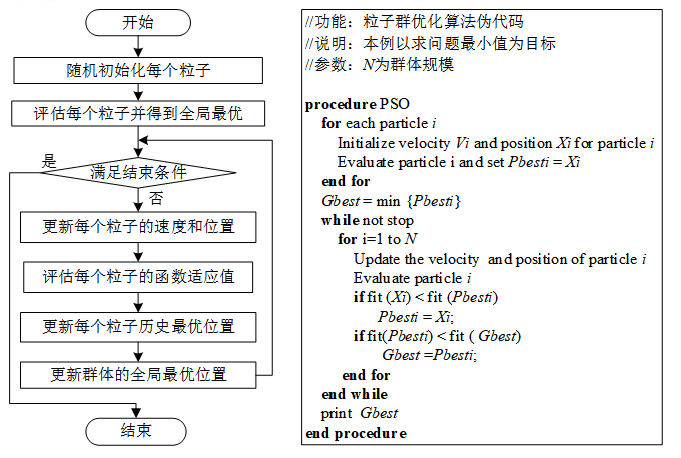 开始
随机初始化每个粒子
评估每个粒子并得到全局最优
是
满足结束条件
否
更新每个粒子的速度和位置
评估每个粒子的函数适应值
更新每个粒子历史最优位置
更新群体的全局最优位置
结束
//功能：粒子群优化算法伪代码
//说明：本例以求问题最小值为目标
//参数：N为群体规模
procedure PSO
for each particle i
Initialize velocity Vi and position Xi for particle i
Evaluate particle i and set Pbesti = Xi
end for
Gbest = min {Pbesti}
while not stop
for i=1 to N
Update the velocity and position of particle i
Evaluate particle i
if fit (Xi) < fit (Pbesti)
Pbesti = Xi;
if fit(Pbesti) < fit ( Gbest)
Gbest =Pbesti;
end for
end while
print Gbest
end procedure